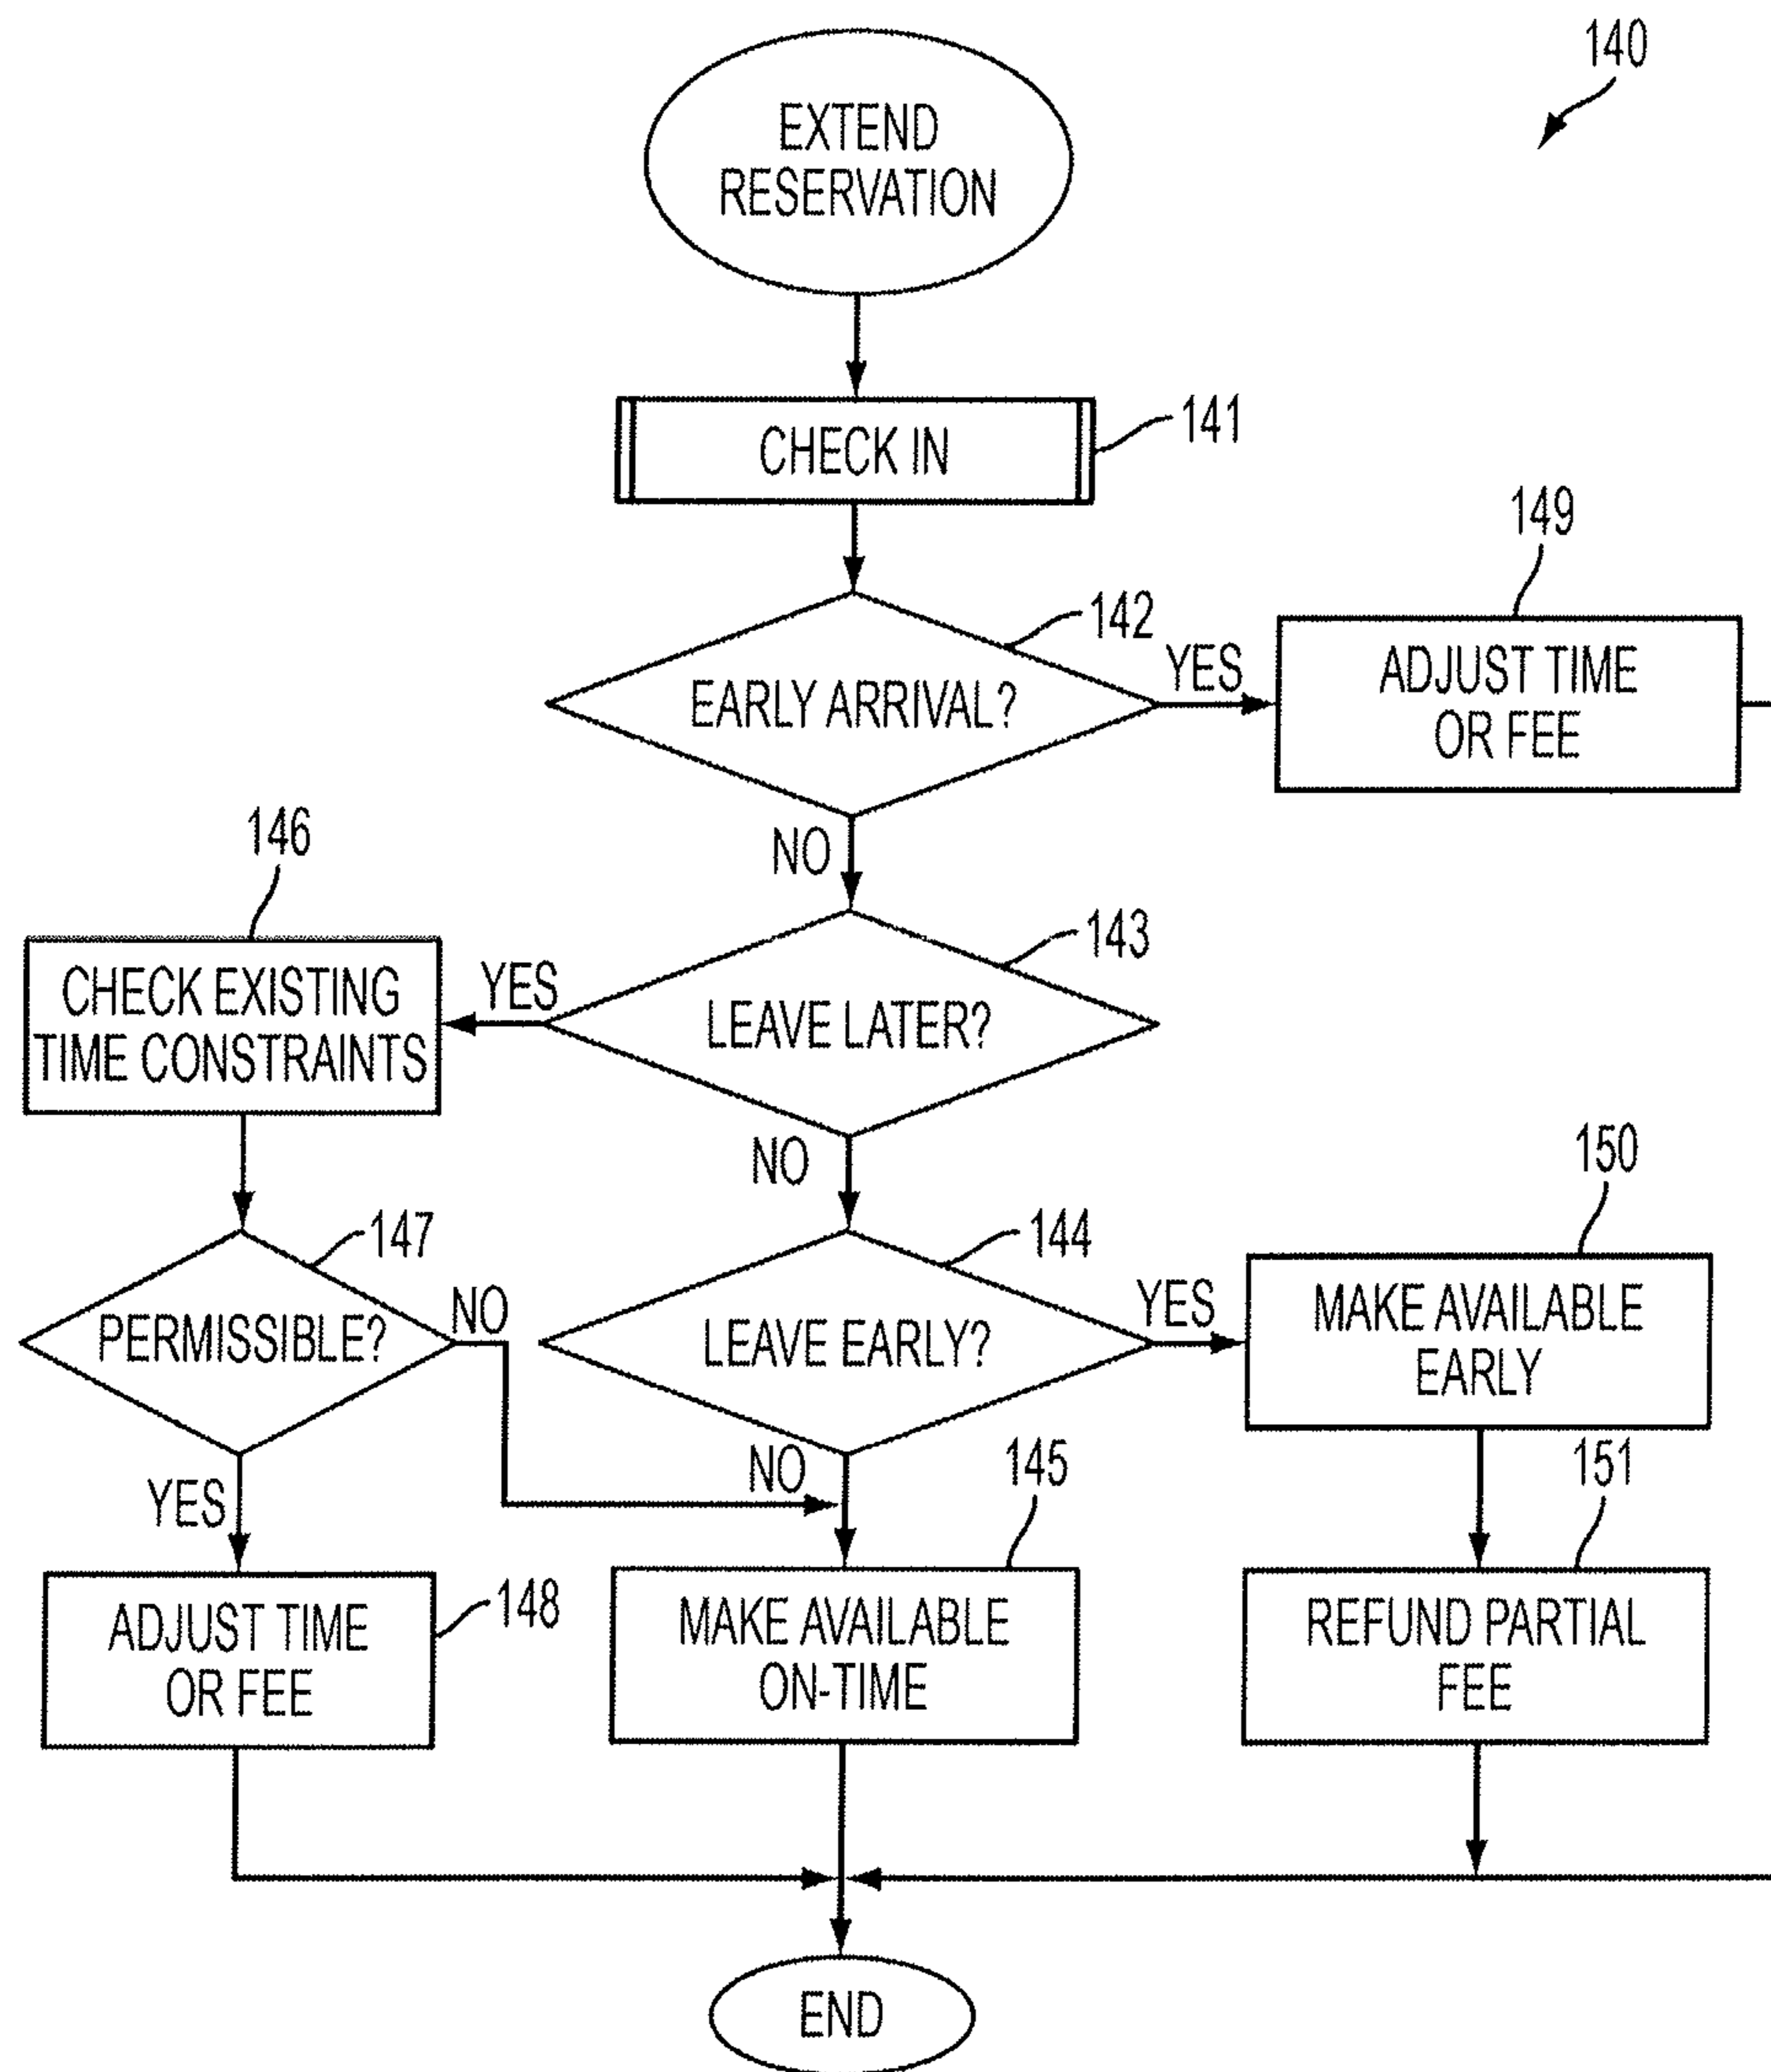 140
EXTEND
RESERVATION
CHECK IN
141
142
EARLY ARRIVAL?
YES
149
ADJUST TIME
OR FEE
NO
146
CHECK EXISTING
TIME CONSTRAINTS
YES
143
LEAVE LATER?
NO
147
PERMISSIBLE?
NO
144
LEAVE EARLY?
YES
150
MAKE AVAILABLE
EARLY
YES
NO
145
151
ADJUST TIME
OR FEE
148
MAKE AVAILABLE
ON-TIME
REFUND PARTIAL
FEE
END